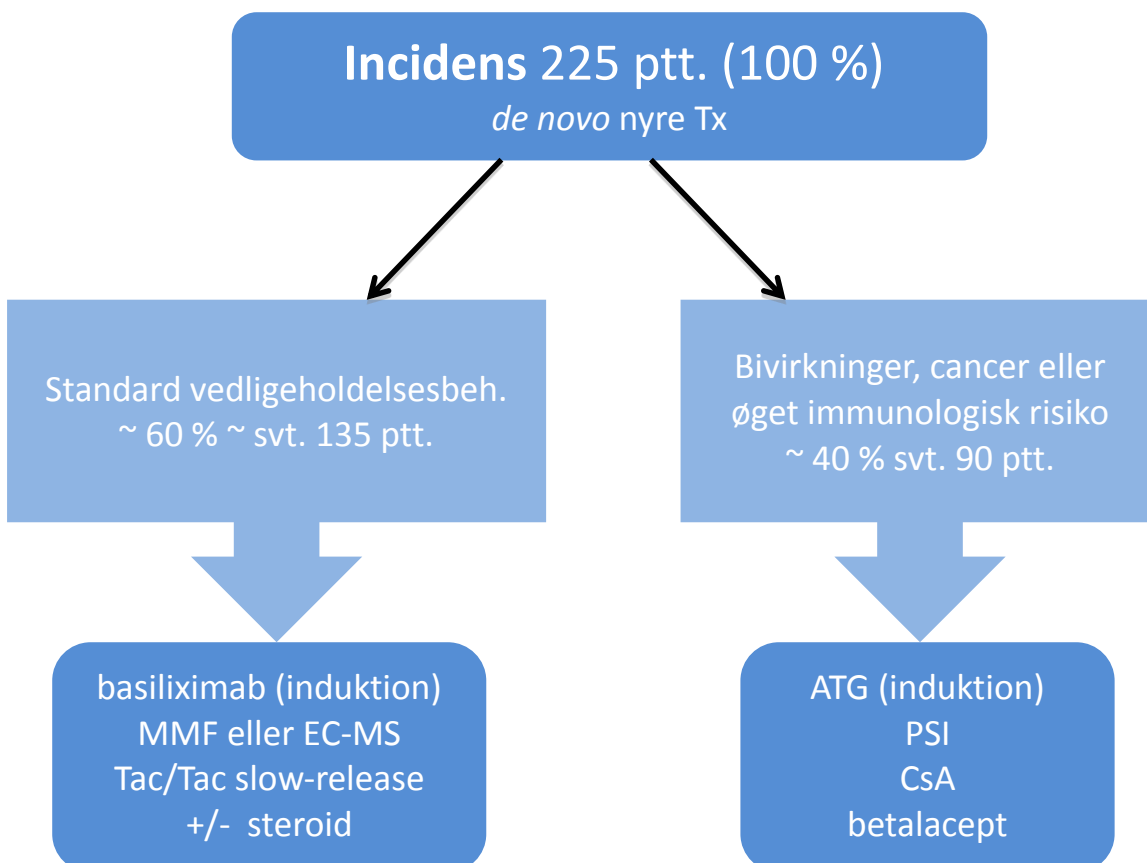 Incidens 225 ptt. (100 %)
de novo nyre Tx
Standard vedligeholdelsesbeh.
~ 60 % ~ svt. 135 ptt.
Bivirkninger, cancer eller
øget immunologisk risiko
~ 40 % svt. 90 ptt.
basiliximab (induktion)
MMF eller EC-MS
Tac/Tac slow-release
+/-  steroid
ATG (induktion)
PSI
CsA
betalacept